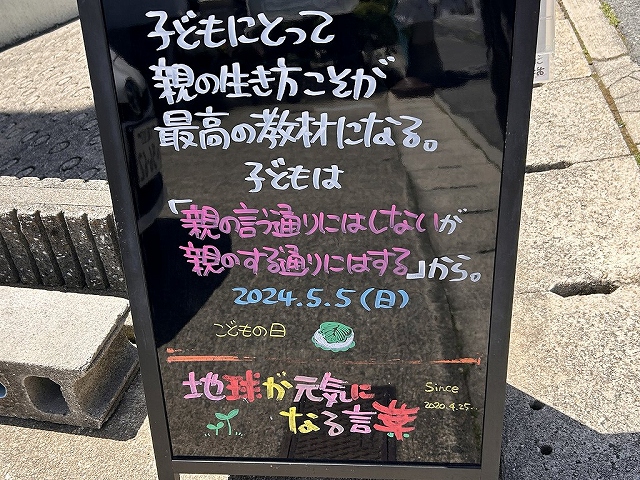 子どもにとって
親の生き方こそが
最高の教材になる。
子どもは
「親の言う通りにはしないが
親のする通りにはする」から。
2024.5.5(日)
こどもの日
地球が元気に
なる言葉
Since
2020.4.25..